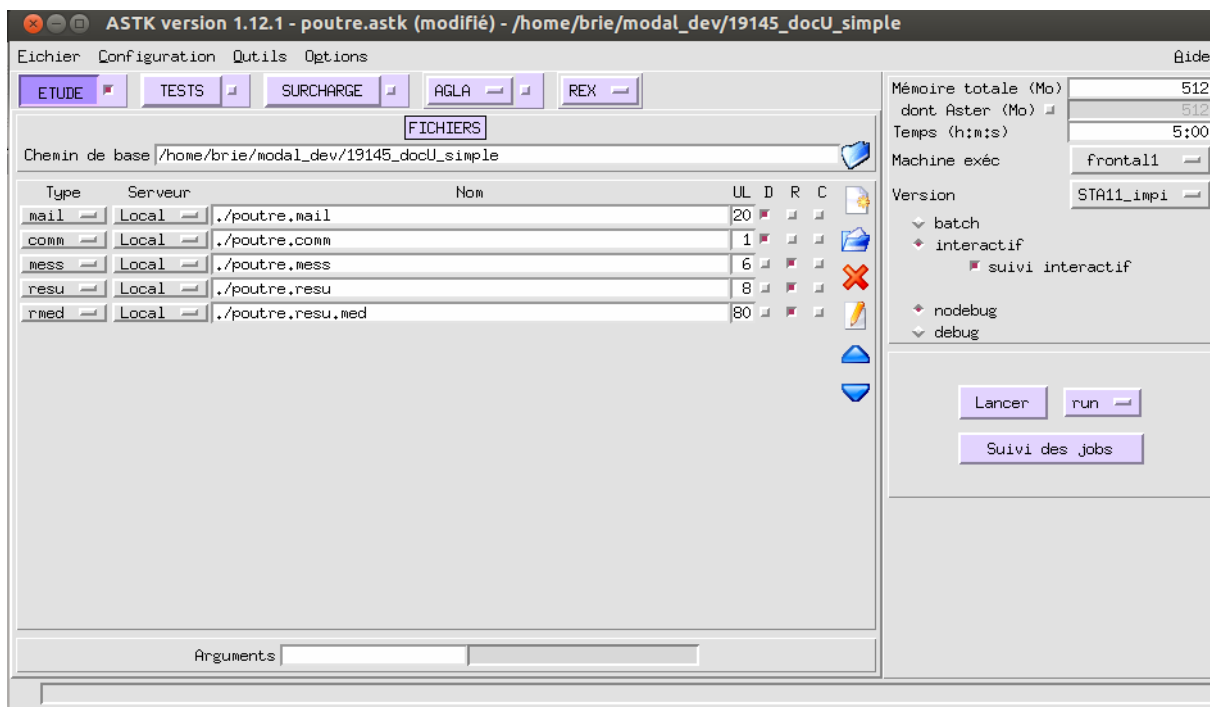 ASTK version 1.12.1 - poutre.astk (modifié) - /home/brie/modal_dev/19145_docU_simple
Eichier Configuration Outils Options Aide
ETUDE TESTS SURCHARGE AGLA REX
FICHIERS
Chemin de base /home/brie/modal_dev/19145_docU_simple
Type Serveur Nom UL D R C
mail Local ./poutre.mail 20
comm Local ./poutre.comm 1
mess Local ./poutre.mess 6
resu Local ./poutre.resu 8
rmed Local ./poutre.resu.med 80
Arguments
Mémoire totale (Mo) 512
dont Aster (Mo) 512
Temps (h:m:s) 5:00
Machine exéc frontal1
Version STA11_impi
batch
interactif
suivi interactif
nodebug
debug
Lancer run
Suivi des jobs